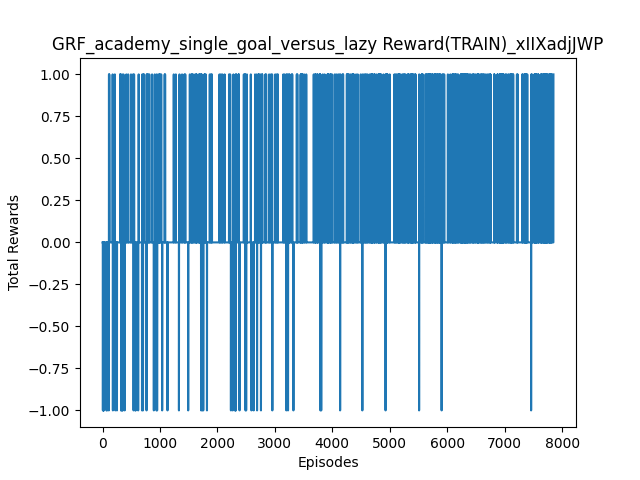 GRF_academy_single_goal_versus_lazy Reward(TRAIN)_xIIXadjJWP
1.00
0.75
0.50
0.25
0.00
−0.25
−0.50
−0.75
−1.00
Total Rewards
0 1000 2000 3000 4000 5000 6000 7000 8000
Episodes